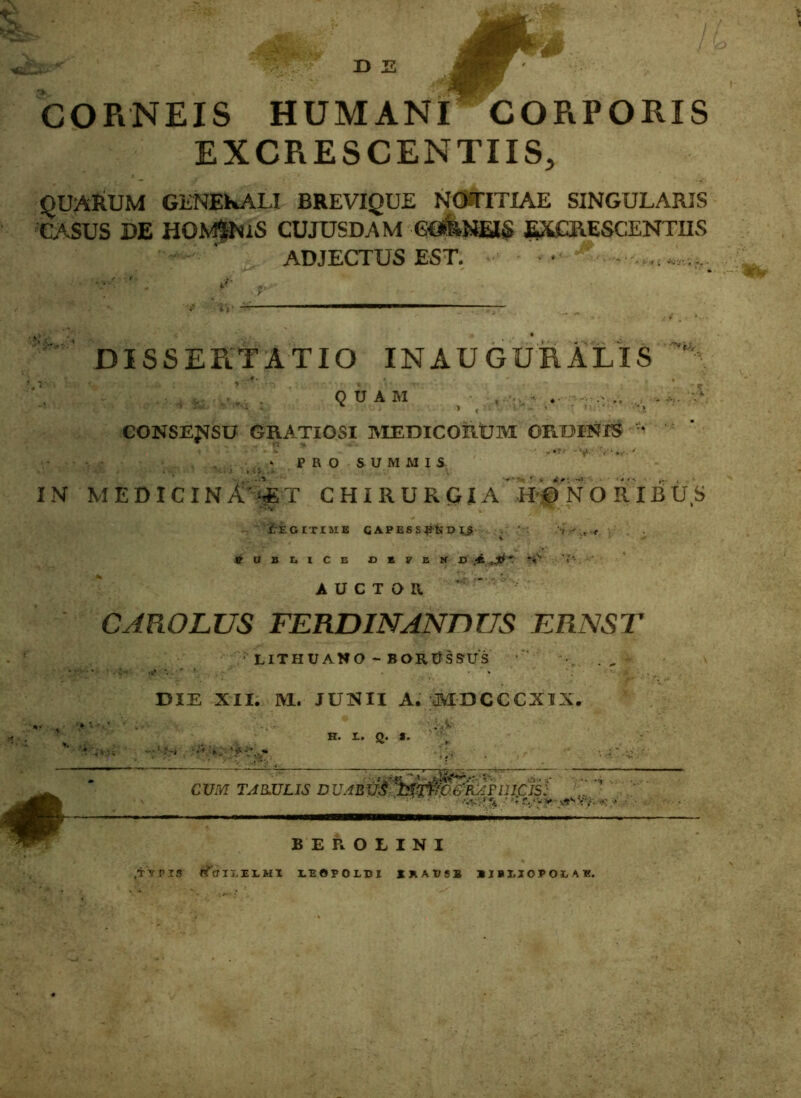 16
DE
CORNEIS HUMANI CORPORIS
EXCRESCENTIIS,
QUARUM GENERALI BREVIQUE NOTITIAE SINGULARIS
CASUS DE HOMINIS CUJUSDAM CORNEIS EXCRESCENTIIS
ADJECTUS EST.
DISSERTATIO INAUGURALIS
QUAM
CONSENSU GRATIOSI MEDICORUM ORDINIS
PRO SUMMIS
IN MEDICINA ET CHIRURGIA HONORIBUS
LEGITIME CAPESSENDIS
PUBLICE DEFENDA
AUCTOR
CAROLUS FERDINANDUS ERNST
LITHUANO-BORUSSUS
DIE XII. M. JUNII A. MDCCCXIX.
H. L. Q. S.
CUM TABULIS DUABUS LITHOGRAPHICIS.
BEROLINI
TYPIS GUILELMI LEOPOLDI KRAUSE BIBLIOPOLAE.